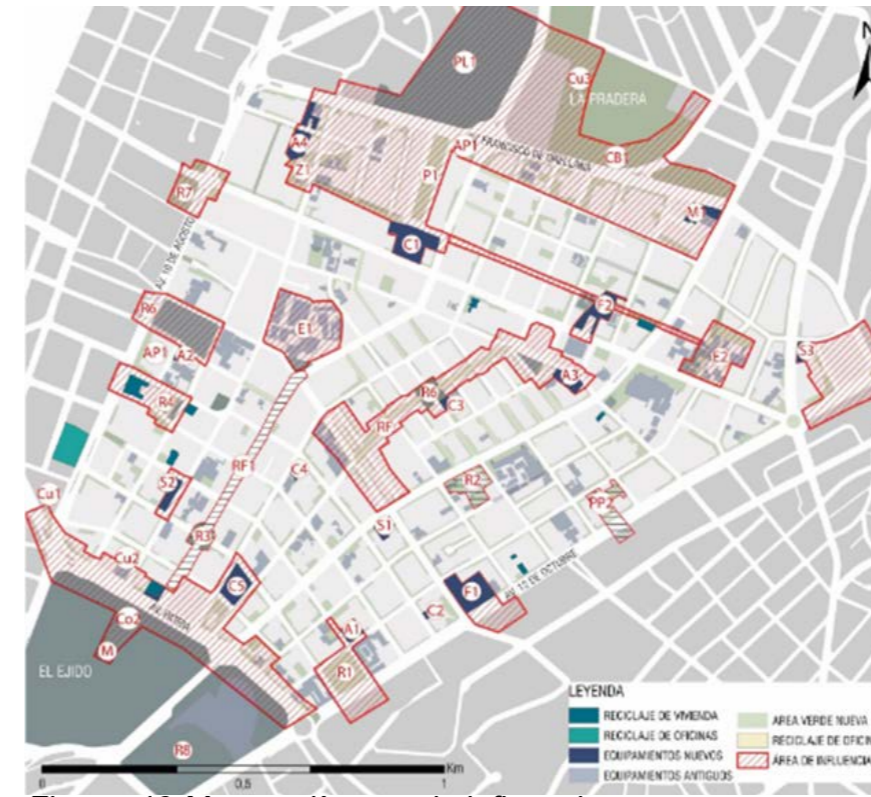 N
PL1
Cu3
LA PRADERA
A4
Z1
AP1
FRANCISCO DE ORELLANA
CB1
P1
R7
M1
C1
AV. 10 DE AGOSTO
F2
R6
E1
AP1
A2
E2
S3
R4
A3
R6
C3
RF
RF1
C4
S2
R2
Cu1
PP2
S1
R3
Cu2
C5
F1
AV. 12 DE OCTUBRE
AV. PATRIA
Co2
C2
A1
M
R1
EL EJIDO
R8
0
0,5
Km
1
LEYENDA
RECICLAJE DE VIVIENDA
RECICLAJE DE OFICINAS
EQUIPAMIENTOS NUEVOS
EQUIPAMIENTOS ANTIGUOS
AREA VERDE NUEVA
RECICLAJE DE OFICIN
ÁREA DE INFLUENCIA